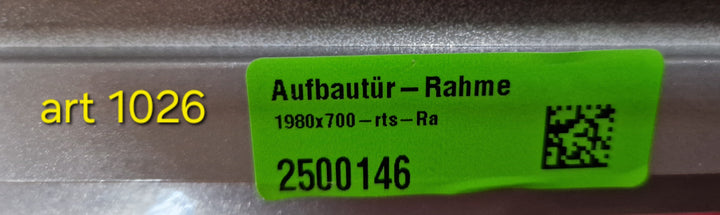 art 1026
Aufbautür–Rahme
1980x700–rts–Ra
2500146